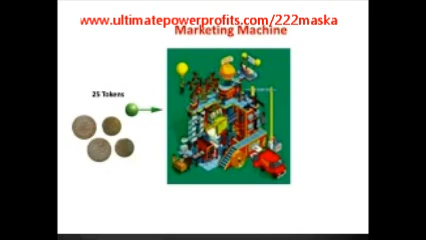 www.ultimatepowerprofits.com/222maska
Marketing Machine
25 Tokens